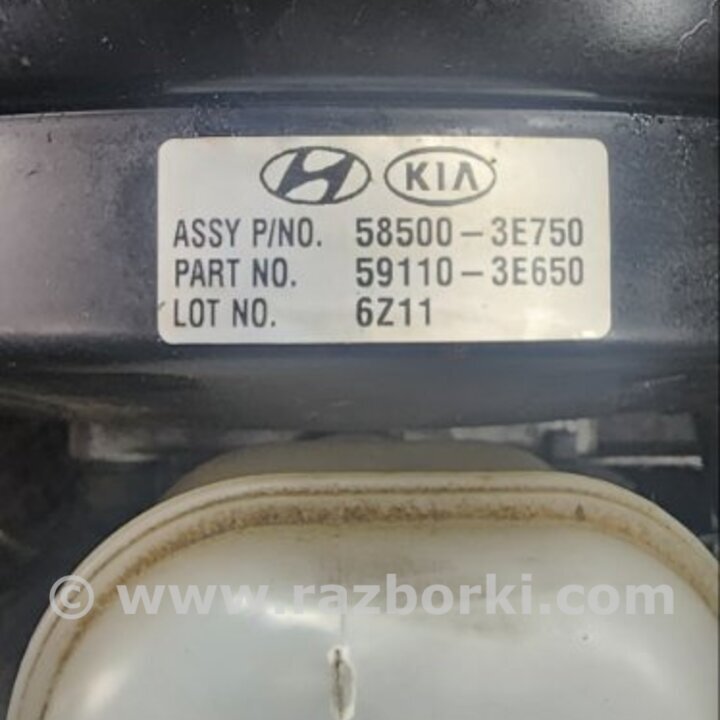 KIA
ASSY P/NO. 58500-3E750
PART NO. 59110-3E650
LOT NO. 6Z11
© www.razborki.com